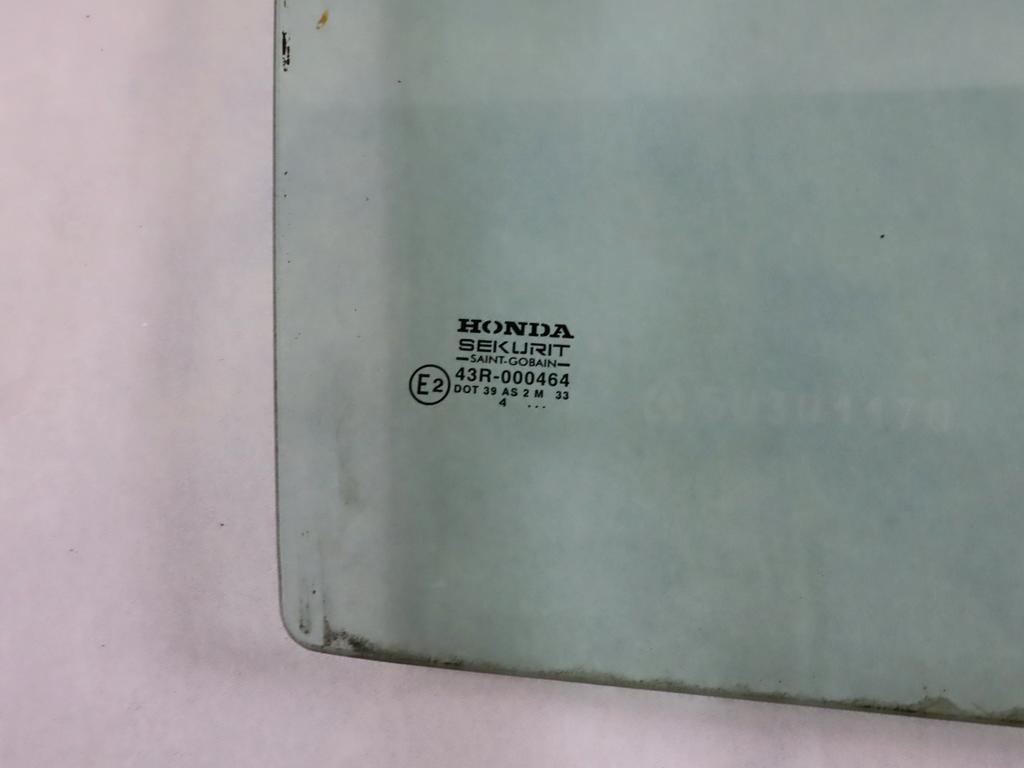 HONDA
SEKURIT
SAINT-GOBAIN
E2 43R-000464
DOT 39 AS 2 M 33
4 ...